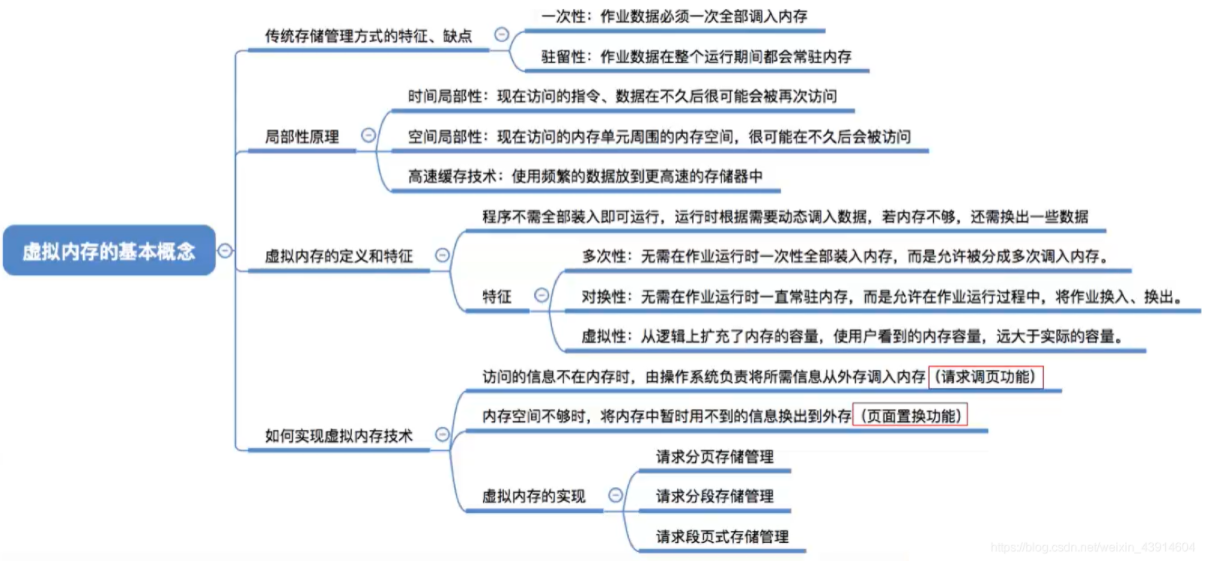 虚拟内存的基本概念
传统存储管理方式的特征、缺点
一次性：作业数据必须一次全部调入内存
驻留性：作业数据在整个运行期间都会常驻内存
局部性原理
时间局部性：现在访问的指令、数据在不久后很可能会被再次访问
空间局部性：现在访问的内存单元周围的内存空间，很可能在不久后会被访问
高速缓存技术：使用频繁的数据放到更高速的存储器中
虚拟内存的定义和特征
程序不需全部装入即可运行，运行时根据需要动态调入数据，若内存不够，还需换出一些数据
特征
多次性：无需在作业运行时一次性全部装入内存，而是允许被分成多次调入内存。
对换性：无需在作业运行时一直常驻内存，而是允许在作业运行过程中，将作业换入、换出。
虚拟性：从逻辑上扩充了内存的容量，使用户看到的内存容量，远大于实际的容量。
如何实现虚拟内存技术
访问的信息不在内存时，由操作系统负责将所需信息从外存调入内存（请求调页功能）
内存空间不够时，将内存中暂时用不到的信息换出到外存（页面置换功能）
虚拟内存的实现
请求分页存储管理
请求分段存储管理
请求段页式存储管理
https://blog.csdn.net/weixin_43914604